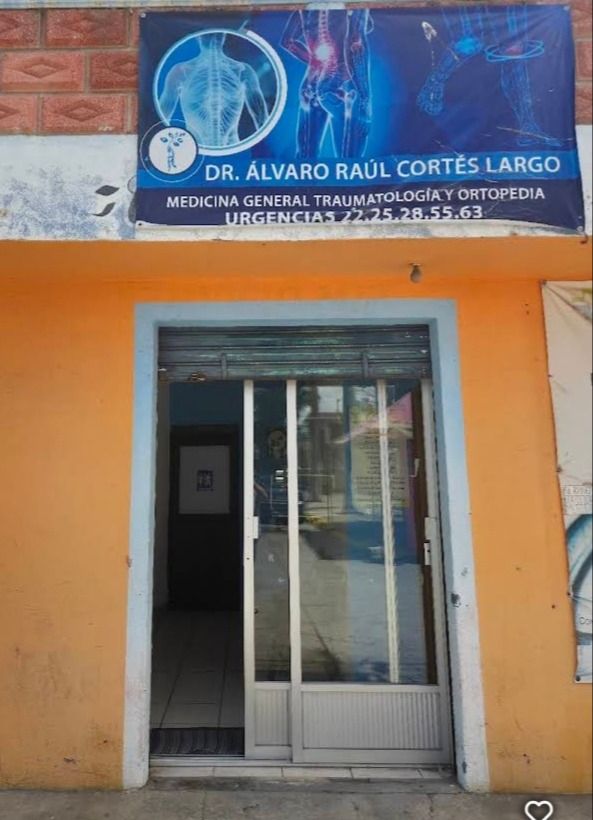 DR. ÁLVARO RAÚL CORTÉS LARGO
MEDICINA GENERAL TRAUMATOLOGÍA Y ORTOPEDIA
URGENCIAS 22.25.28.55.63